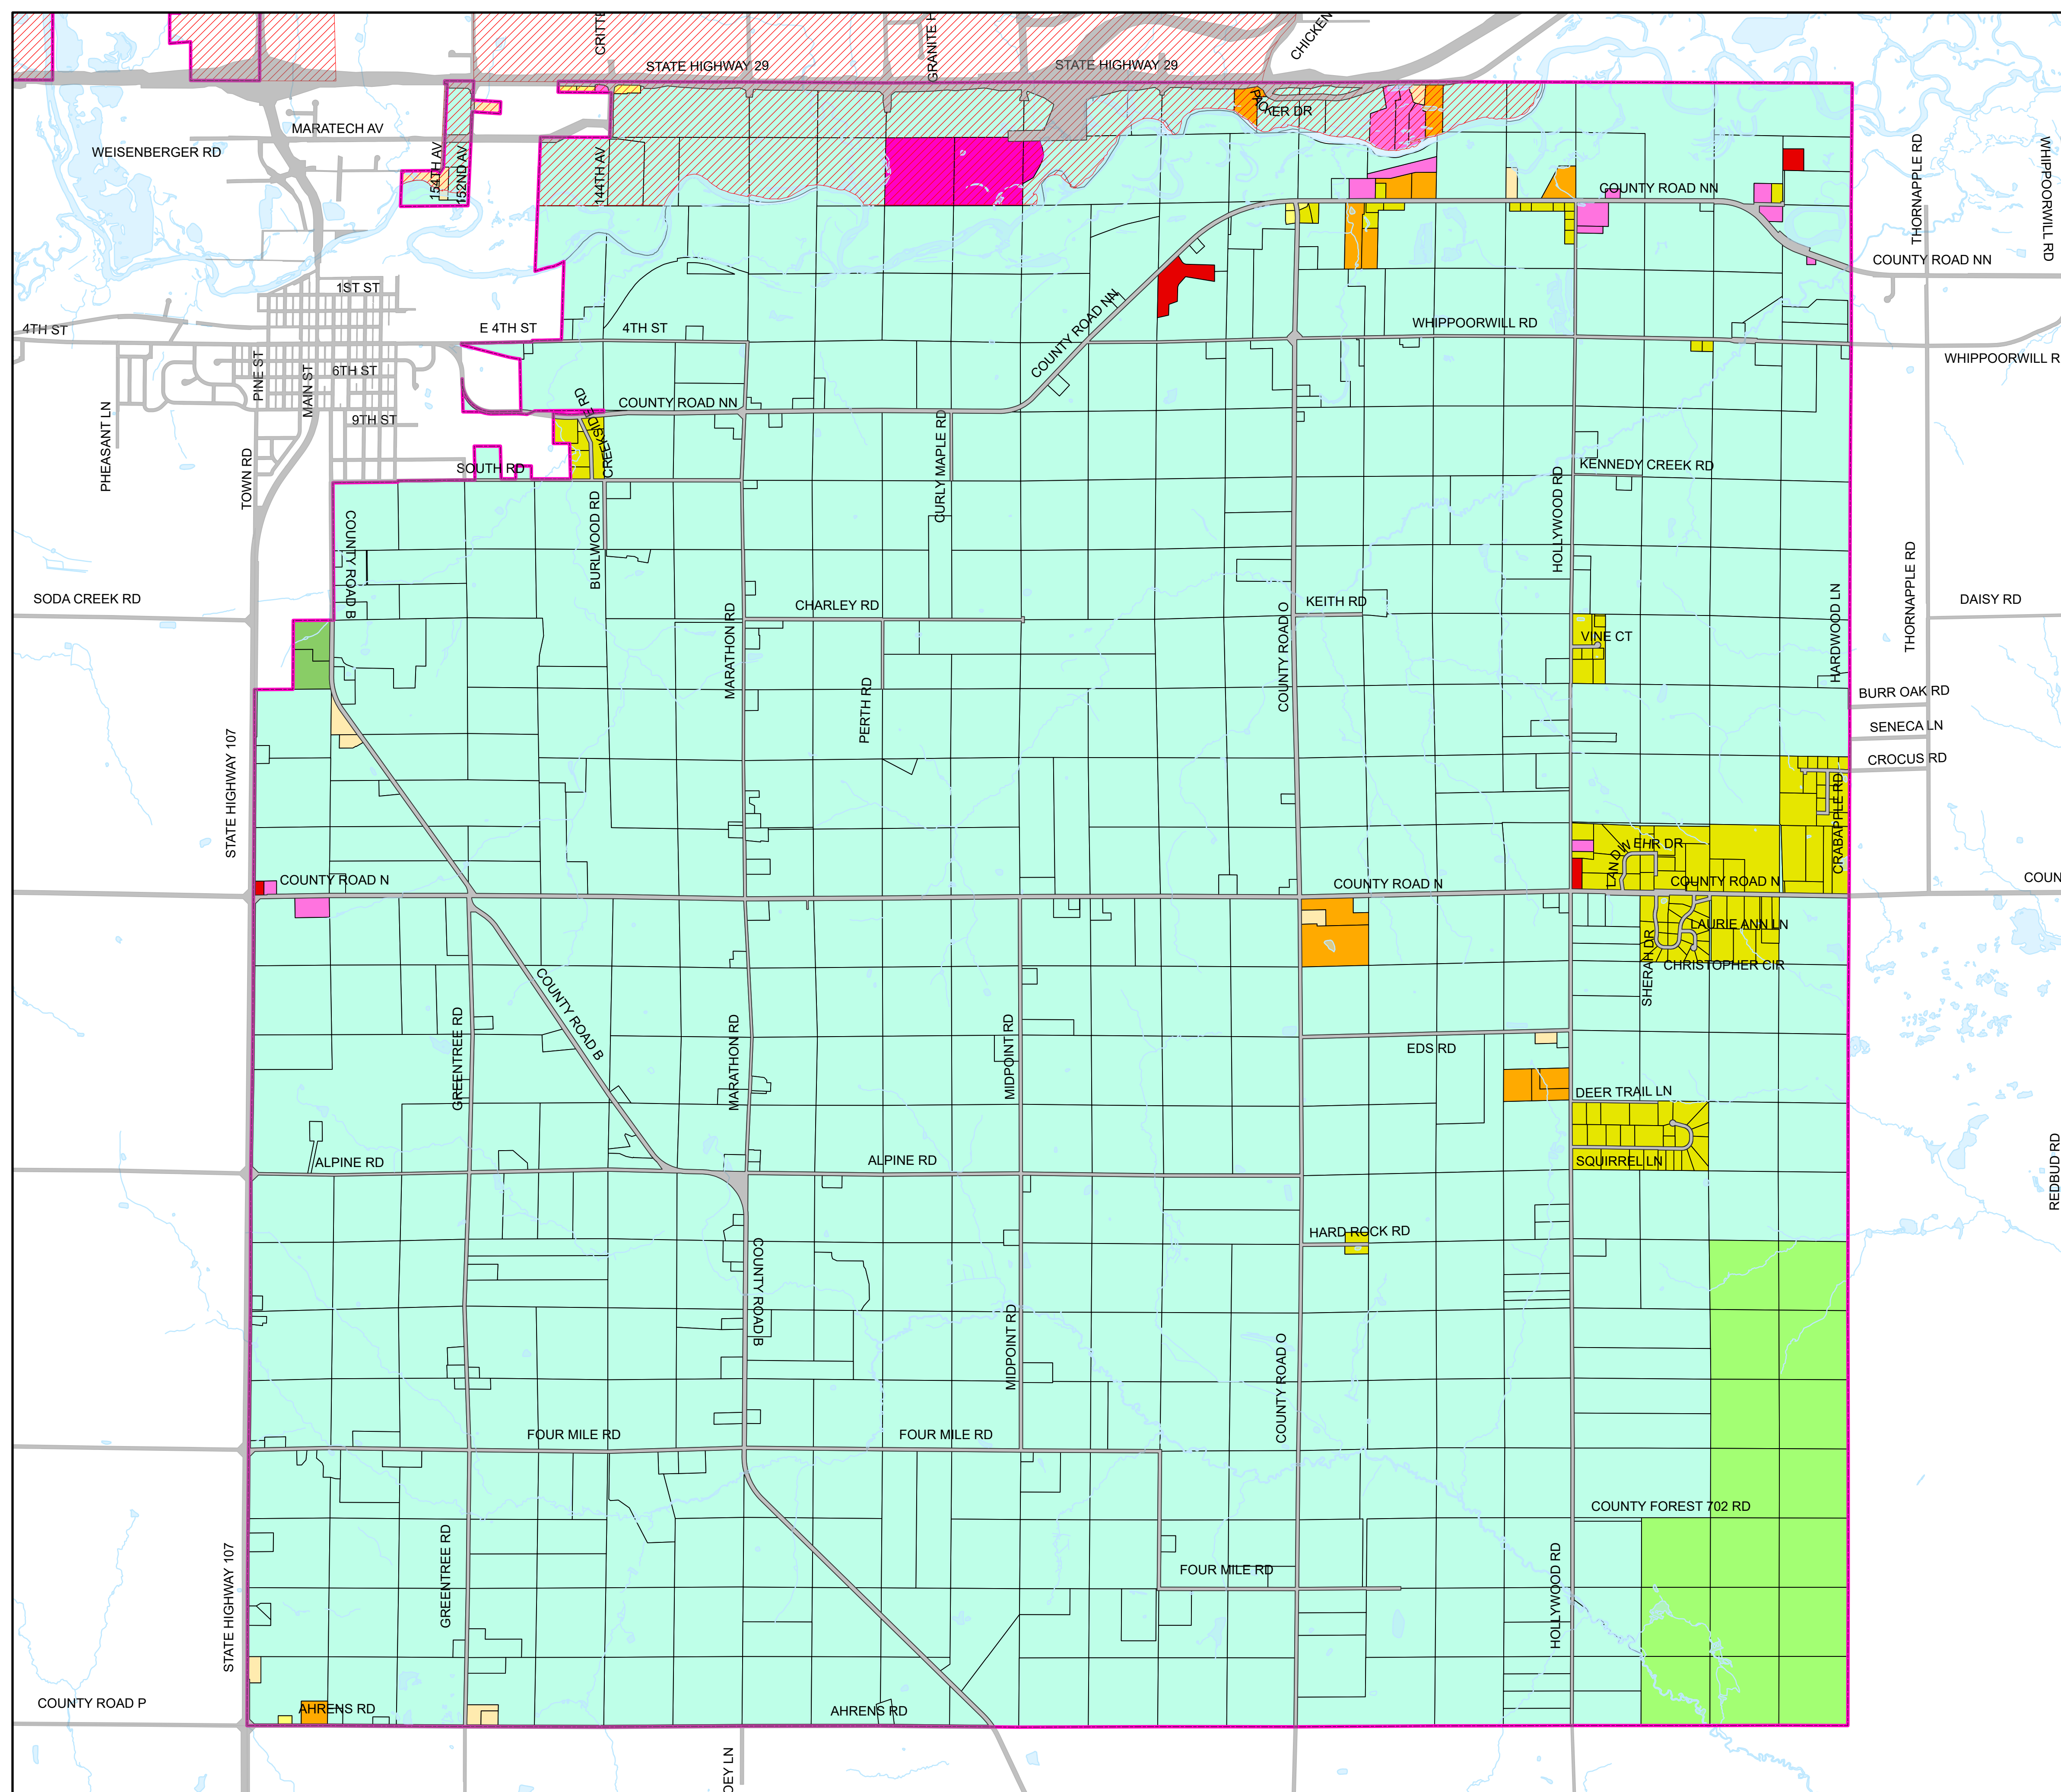 CRITTE
GRANITE H
CHICKEN
STATE HIGHWAY 29
STATE HIGHWAY 29
PACKER DR
MARATECH AV
WEISENBERGER RD
154TH AV
152ND AV
144TH AV
COUNTY ROAD NN
THORNAPPLE RD
WHIPPOORWILL RD
COUNTY ROAD NN
1ST ST
4TH ST
E 4TH ST
4TH ST
COUNTY ROAD NN
WHIPPOORWILL RD
WHIPPOORWILL R
PINE ST
MAIN ST
6TH ST
PHEASANT LN
9TH ST
COUNTY ROAD NN
CREEKSIDE RD
CURLY MAPLE RD
TOWN RD
SOUTH RD
KENNEDY CREEK RD
HOLLYWOOD RD
COUNTY ROAD B
BURLWOOD RD
SODA CREEK RD
CHARLEY RD
MARATHON RD
COUNTY ROAD O
KEITH RD
HARDWOOD LN
THORNAPPLE RD
DAISY RD
VINE CT
PERTH RD
BURR OAK RD
SENECA LN
CROCUS RD
STATE HIGHWAY 107
CRABAPPLE RD
LANDWEHR DR
COUNTY ROAD N
COUNTY ROAD N
COUNTY ROAD N
COUN
LAURIE ANN LN
SHERAH DR
CHRISTOPHER CIR
COUNTY ROAD B
GREENTREE RD
MARATHON RD
MIDPOINT RD
EDS RD
DEER TRAIL LN
ALPINE RD
ALPINE RD
SQUIRREL LN
REDBUD RD
HARD ROCK RD
COUNTY ROAD B
MIDPOINT RD
COUNTY ROAD O
FOUR MILE RD
FOUR MILE RD
COUNTY FOREST 702 RD
STATE HIGHWAY 107
GREENTREE RD
FOUR MILE RD
HOLLYWOOD RD
COUNTY ROAD P
AHRENS RD
AHRENS RD
DEY LN